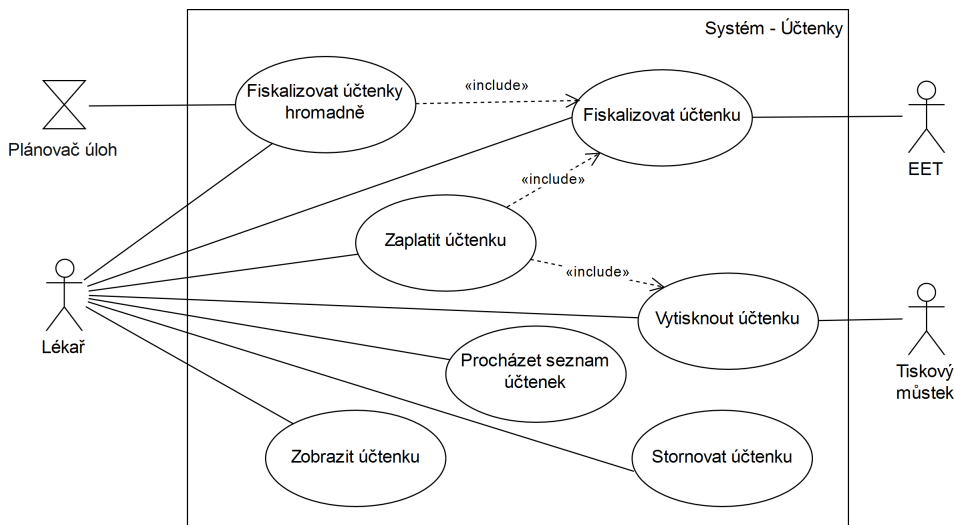 Systém - Účtenky
Fiskalizovat účtenky
hromadně
«include»
Fiskalizovat účtenku
Plánovač úloh
EET
«include»
Zaplatit účtenku
«include»
Vytisknout účtenku
Lékař
Procházet seznam
účtenek
Tiskový
můstek
Zobrazit účtenku
Stornovat účtenku